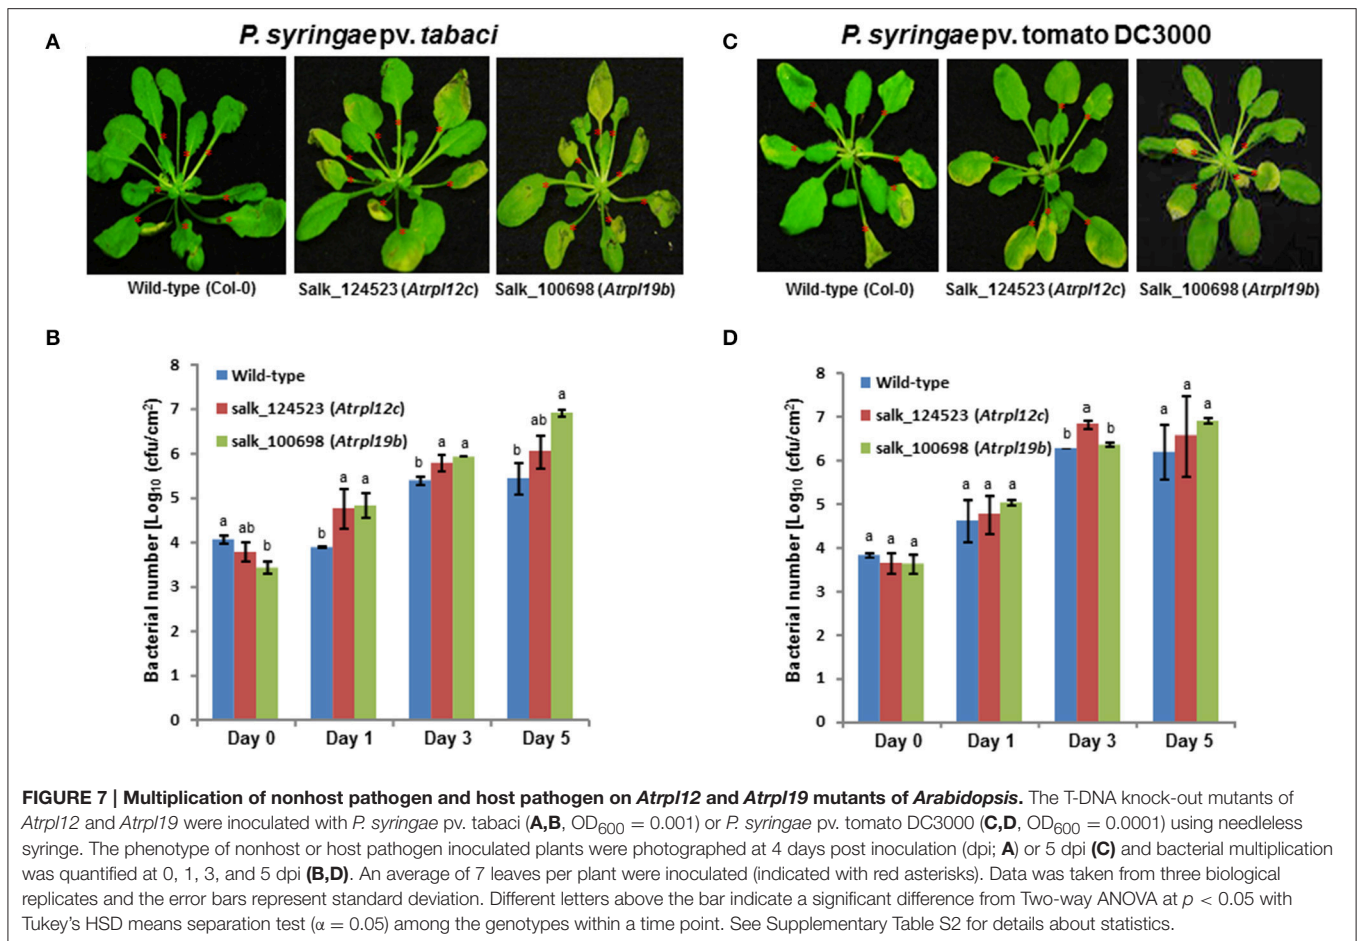 A
P. syringae pv. tabaci
Wild-type (Col-0)
Salk_124523 (Atrpl12c)
Salk_100698 (Atrpl19b)
C
P. syringae pv. tomato DC3000
Wild-type (Col-0)
Salk_124523 (Atrpl12c)
Salk_100698 (Atrpl19b)
B
Bacterial number [Log10 (cfu/cm2)
8
7
6
5
4
3
2
1
0
Wild-type
salk_124523 (Atrpl12c)
salk_100698 (Atrpl19b)
a ab b
b a a
b a a
b ab a
Day 0 Day 1 Day 3 Day 5
D
Bacterial number [Log10 (cfu/cm2)
8
7
6
5
4
3
2
1
0
Wild-type
salk_124523 (Atrpl12c)
salk_100698 (Atrpl19b)
a a a
a a a
b a b
a a a
Day 0 Day 1 Day 3 Day 5
FIGURE 7 | Multiplication of nonhost pathogen and host pathogen on Atrpl12 and Atrpl19 mutants of Arabidopsis. The T-DNA knock-out mutants of
Atrpl12 and Atrpl19 were inoculated with P. syringae pv. tabaci (A,B, OD600 = 0.001) or P. syringae pv. tomato DC3000 (C,D, OD600 = 0.0001) using needleless
syringe. The phenotype of nonhost or host pathogen inoculated plants were photographed at 4 days post inoculation (dpi; A) or 5 dpi (C) and bacterial multiplication
was quantified at 0, 1, 3, and 5 dpi (B,D). An average of 7 leaves per plant were inoculated (indicated with red asterisks). Data was taken from three biological
replicates and the error bars represent standard deviation. Different letters above the bar indicate a significant difference from Two-way ANOVA at p < 0.05 with
Tukey's HSD means separation test (α = 0.05) among the genotypes within a time point. See Supplementary Table S2 for details about statistics.